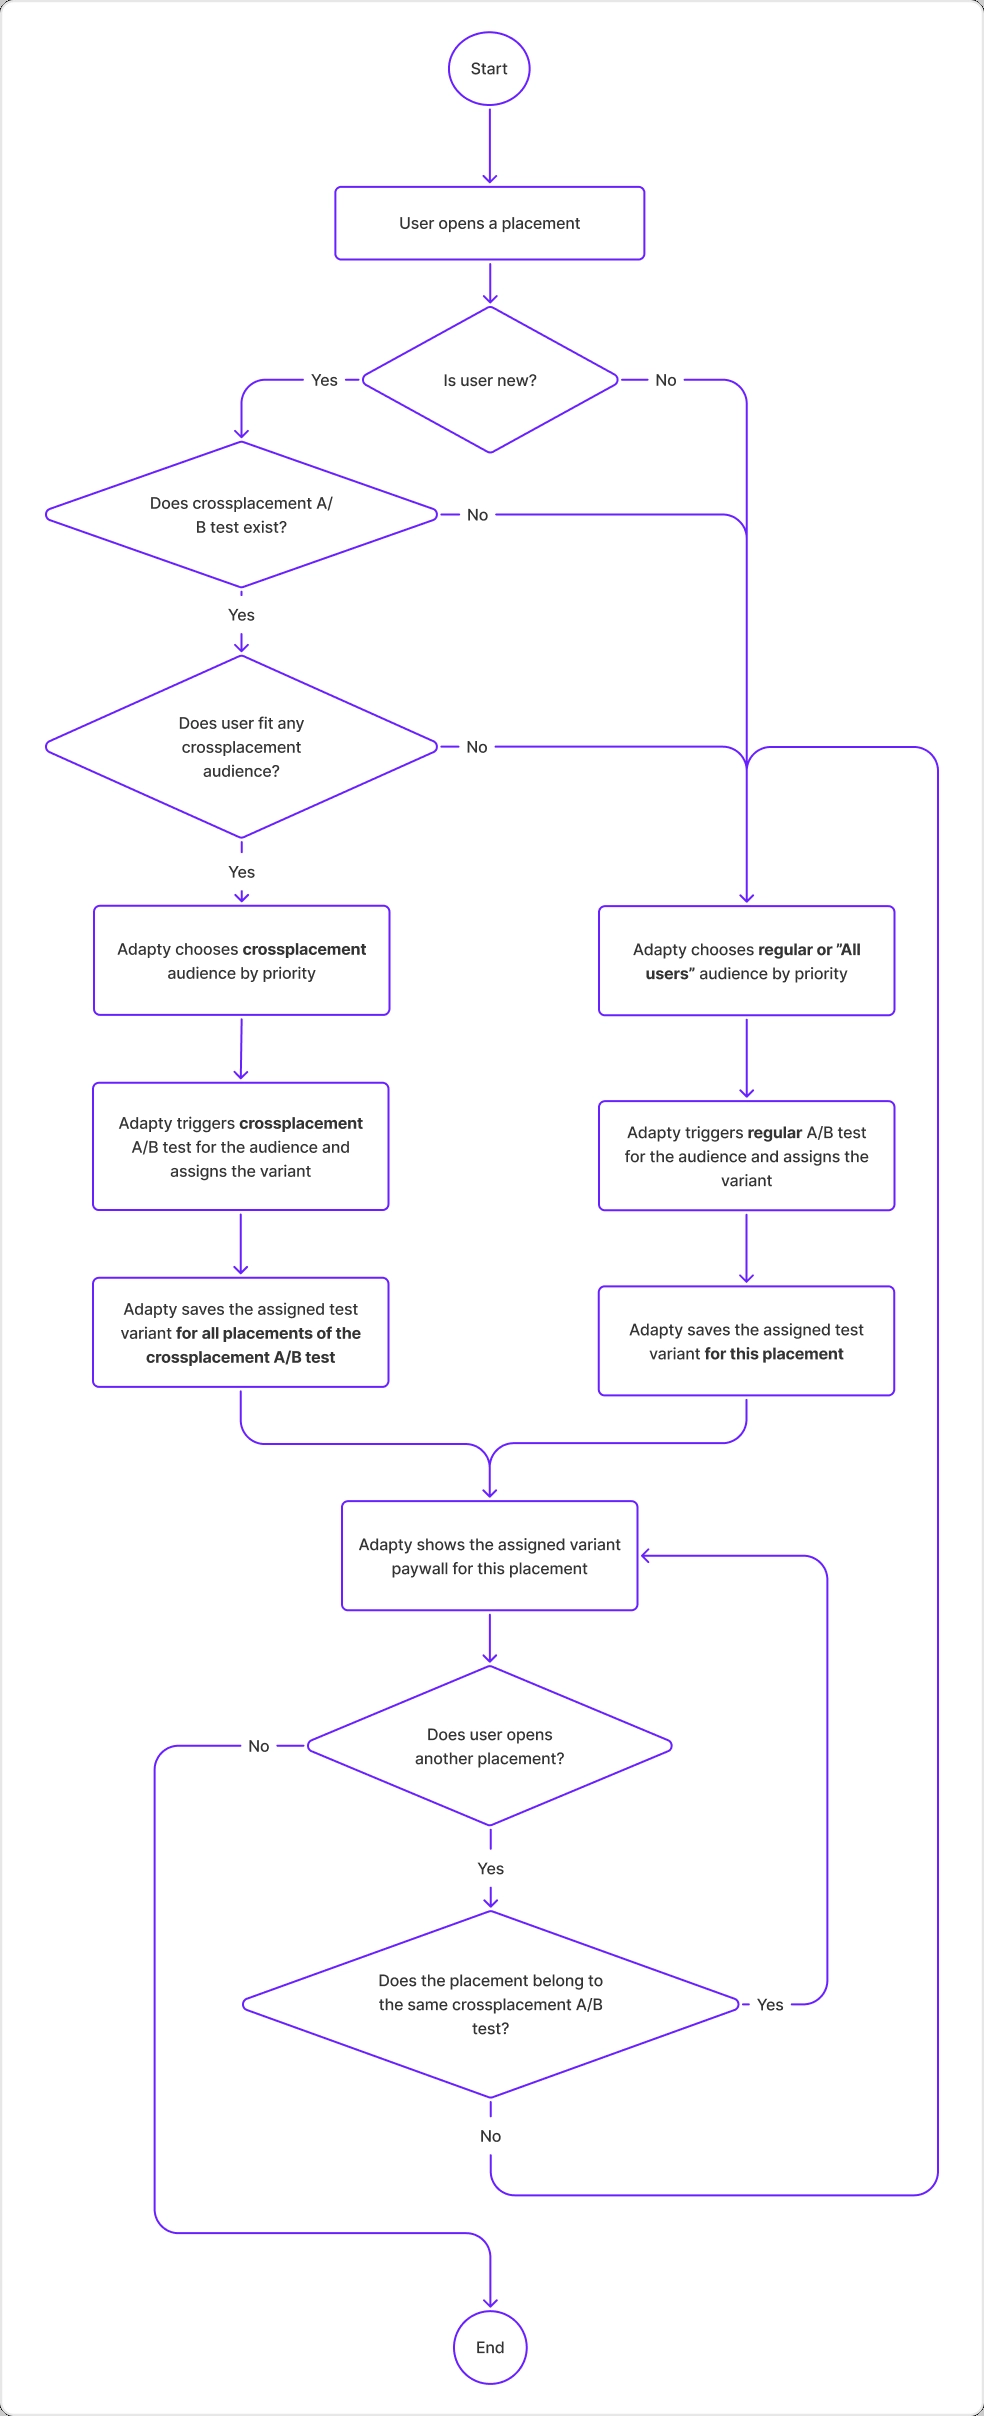 Start
User opens a placement
Is user new?
Yes
No
Does crossplacement A/
B test exist?
No
Yes
Does user fit any
crossplacement
audience?
No
Yes
Adapty chooses crossplacement
audience by priority
Adapty chooses regular or ”All
users” audience by priority
Adapty triggers crossplacement
A/B test for the audience and
assigns the variant
Adapty triggers regular A/B test
for the audience and assigns the
variant
Adapty saves the assigned test
variant for all placements of the
crossplacement A/B test
Adapty saves the assigned test
variant for this placement
Adapty shows the assigned variant
paywall for this placement
Does user opens
another placement?
No
Yes
Does the placement belong to
the same crossplacement A/B
test?
Yes
No
End